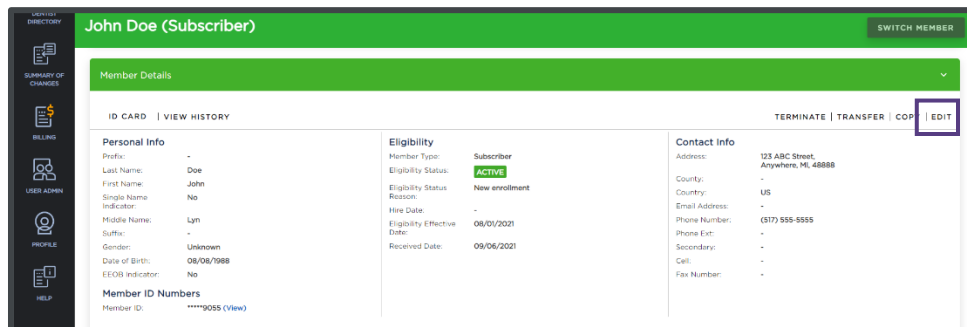 DENTIST
DIRECTORY
SUMMARY OF
CHANGES
BILLING
USER ADMIN
PROFILE
HELP
John Doe (Subscriber)
SWITCH MEMBER
Member Details
ID CARD | VIEW HISTORY
TERMINATE | TRANSFER | COPY | EDIT
Personal Info
Prefix: -
Last Name: Doe
First Name: John
Single Name Indicator: No
Middle Name: Lyn
Suffix: -
Gender: Unknown
Date of Birth: 08/08/1988
EEOB Indicator: No
Member ID Numbers
Member ID: *****9055 (View)
Eligibility
Member Type: Subscriber
Eligibility Status: ACTIVE
Eligibility Status Reason: New enrollment
Hire Date: -
Eligibility Effective Date: 08/01/2021
Received Date: 09/06/2021
Contact Info
Address: 123 ABC Street,
Anywhere, MI, 48888
County: -
Country: US
Email Address: -
Phone Number: (517) 555-5555
Phone Ext: -
Secondary: -
Cell: -
Fax Number: -